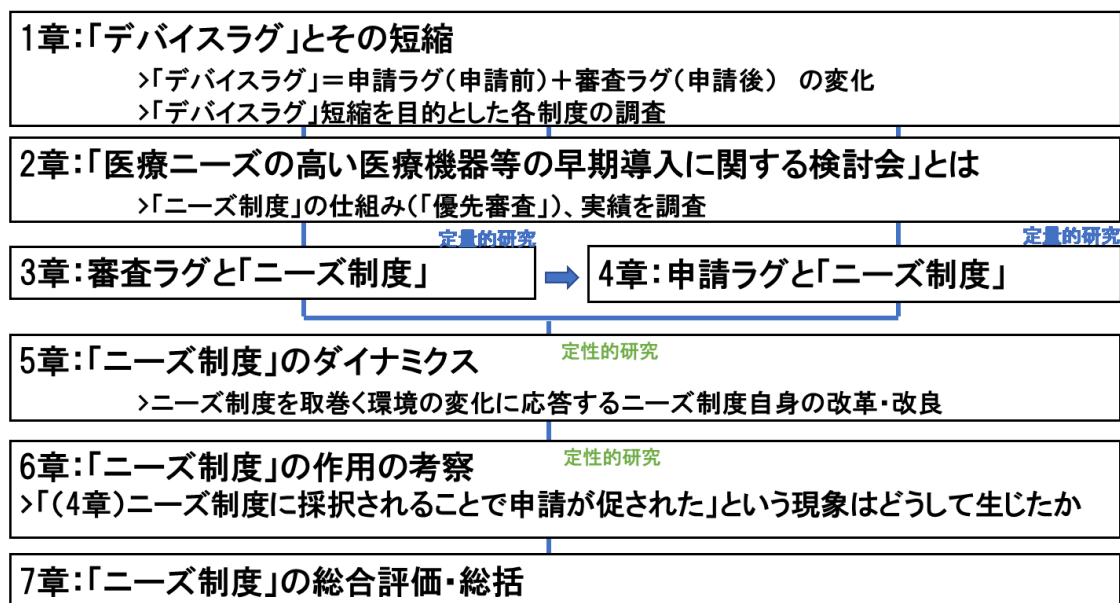 1章:「デバイスラグ」とその短縮
>「デバイスラグ」=申請ラグ(申請前)+審査ラグ(申請後) の変化
>「デバイスラグ」短縮を目的とした各制度の調査
2章:「医療ニーズの高い医療機器等の早期導入に関する検討会」とは
>「ニーズ制度」の仕組み(「優先審査」)、実績を調査
定量的研究
定量的研究
3章:審査ラグと「ニーズ制度」
4章:申請ラグと「ニーズ制度」
5章:「ニーズ制度」のダイナミクス
定性的研究
>ニーズ制度を取巻く環境の変化に応答するニーズ制度自身の改革・改良
6章:「ニーズ制度」の作用の考察
定性的研究
>「(4章)ニーズ制度に採択されることで申請が促された」という現象はどうして生じたか
7章:「ニーズ制度」の総合評価・総括